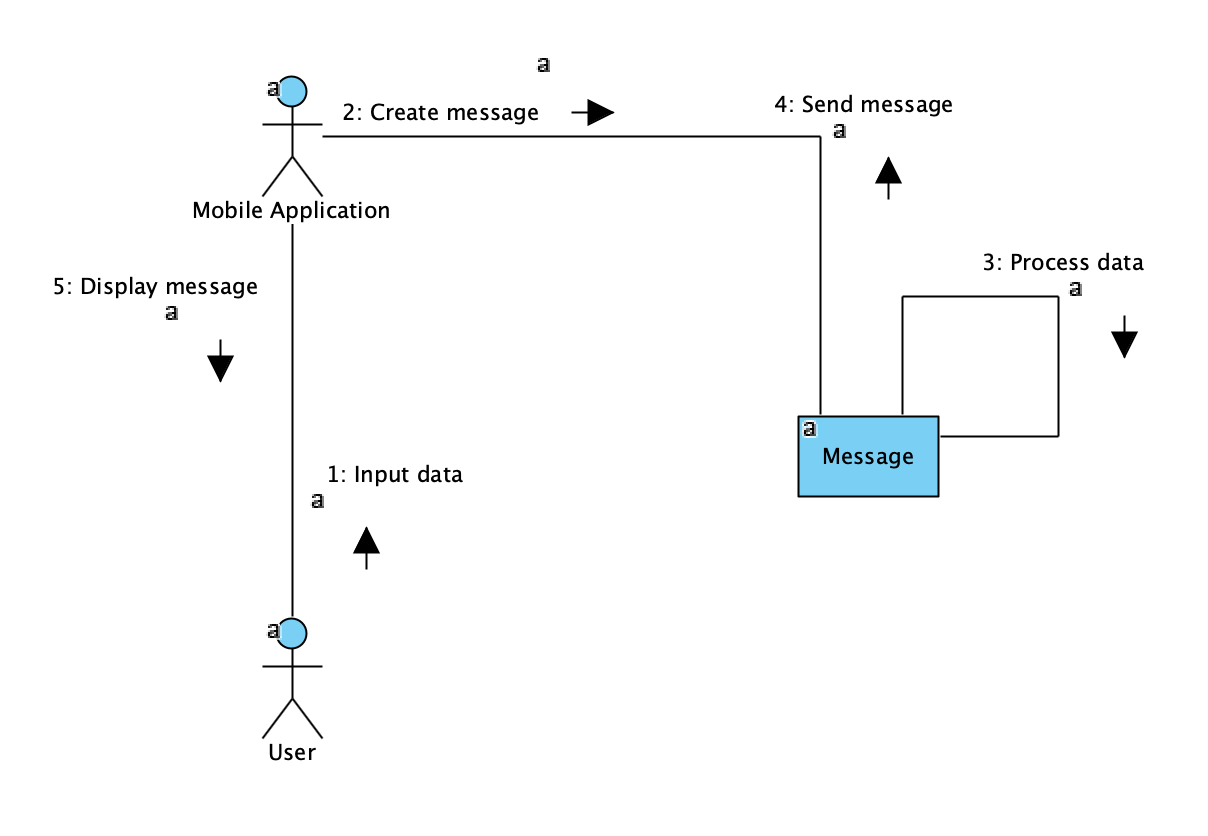 a
a
2: Create message
4: Send message
a
Mobile Application
3: Process data
a
5: Display message
a
a
Message
1: Input data
a
a
User